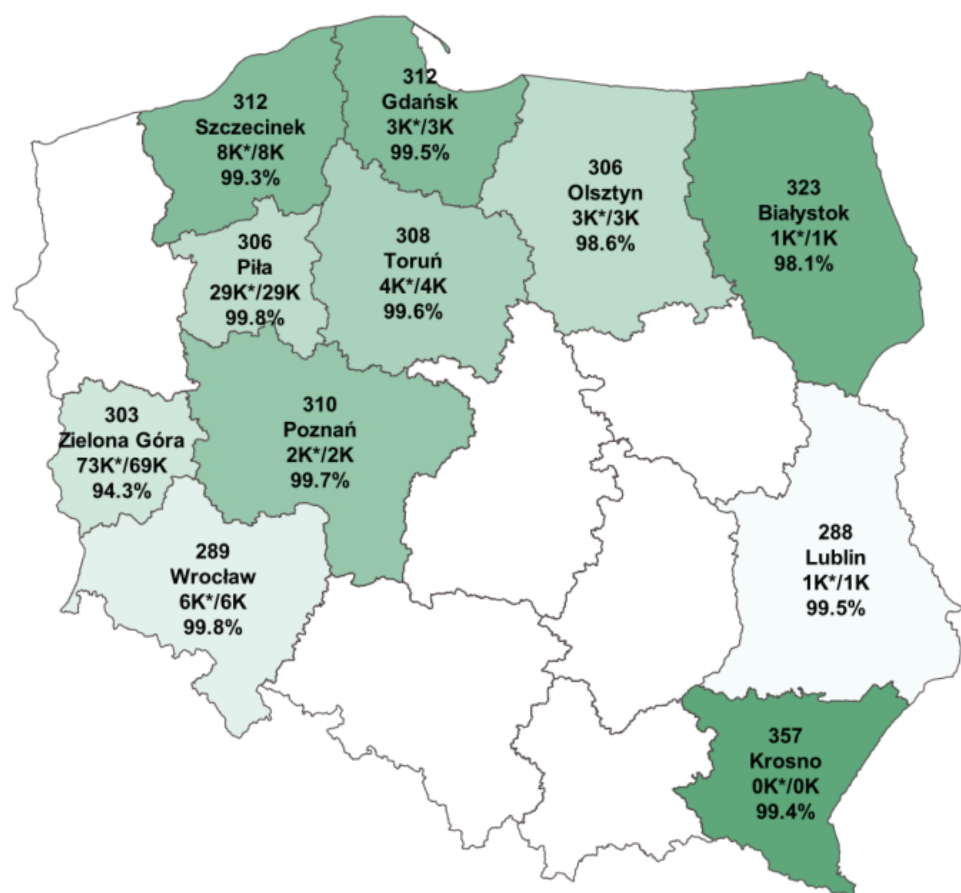 312
Szczecinek
8K*/8K
99.3%
312
Gdańsk
3K*/3K
99.5%
306
Olsztyn
3K*/3K
98.6%
323
Białystok
1K*/1K
98.1%
306
Piła
29K*/29K
99.8%
308
Toruń
4K*/4K
99.6%
303
Zielona Góra
73K*/69K
94.3%
310
Poznań
2K*/2K
99.7%
289
Wrocław
6K*/6K
99.8%
288
Lublin
1K*/1K
99.5%
357
Krosno
0K*/0K
99.4%